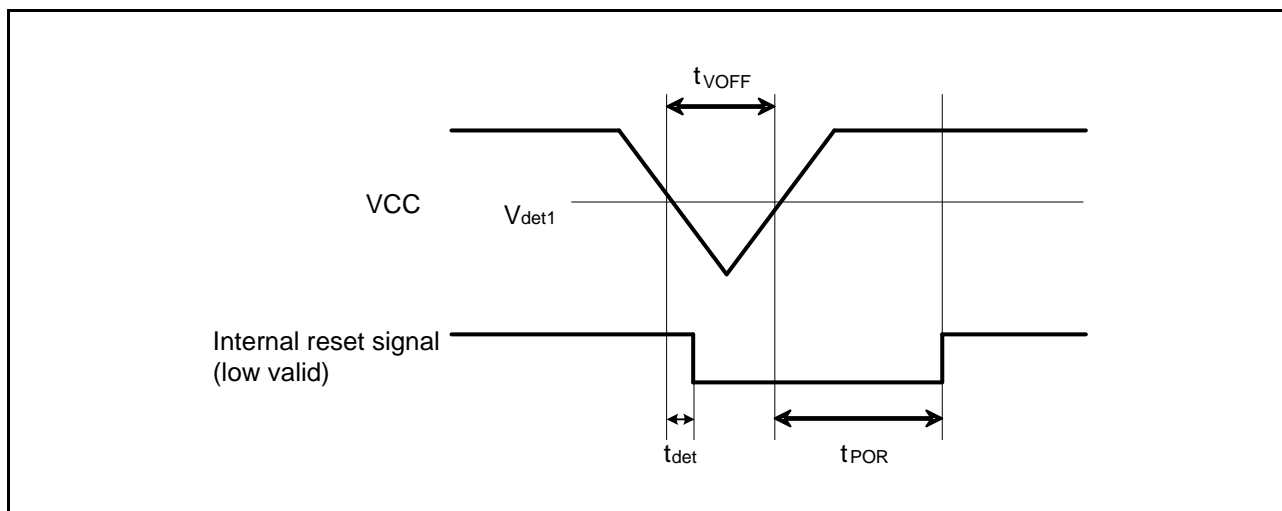 tVOFF
VCC
Vdet1
Internal reset signal
(low valid)
tdet
tPOR